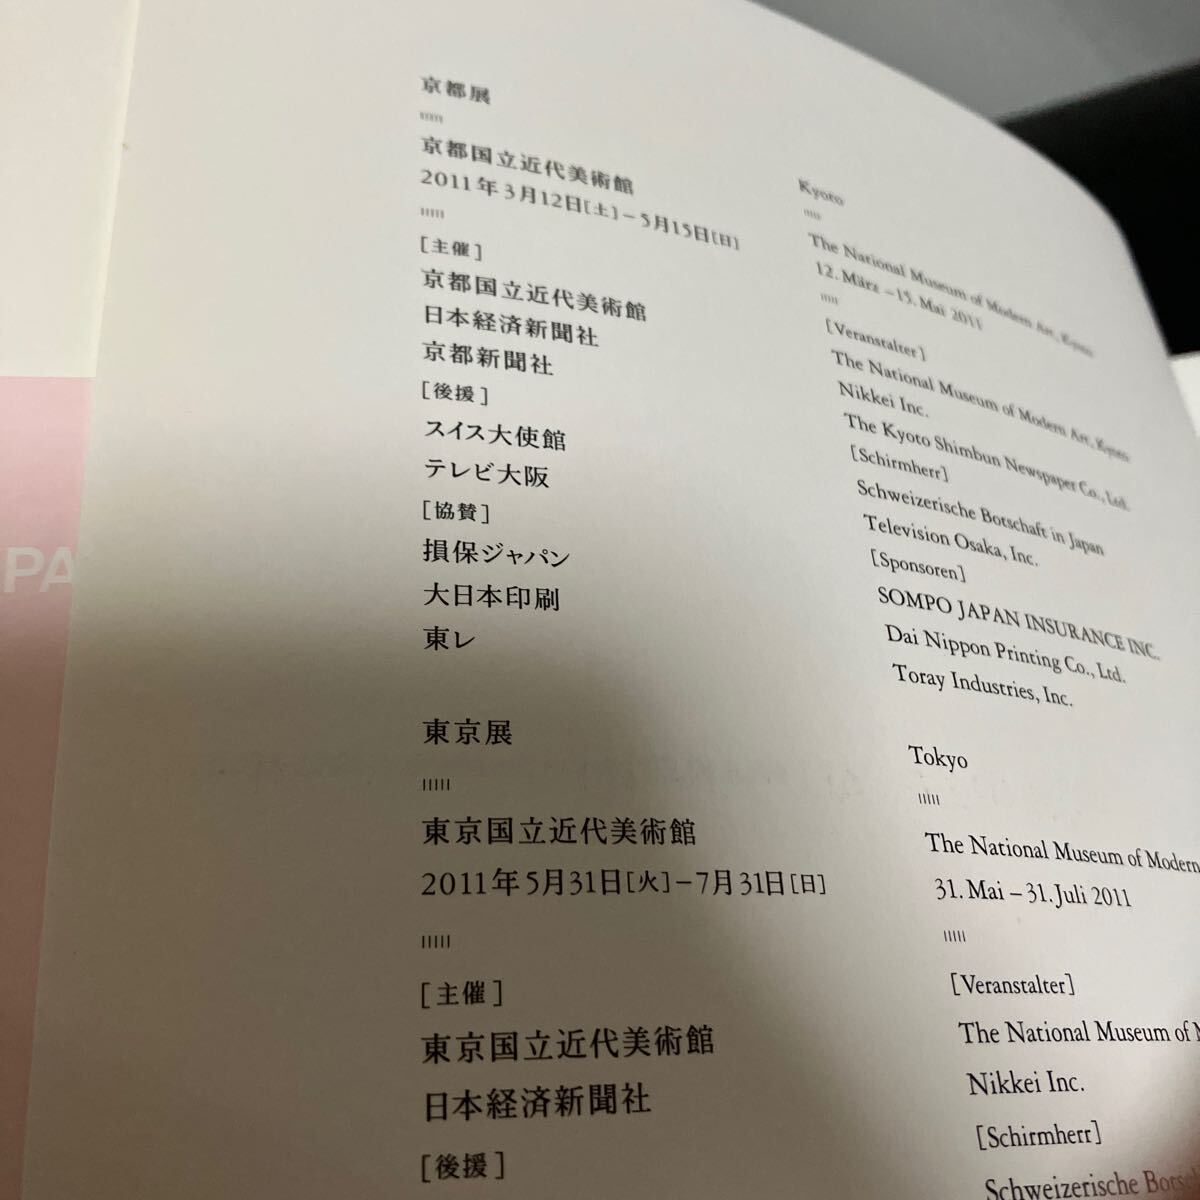 京都展
京都国立近代美術館
2011年3月12日[土]–5月15日[日]
[主催]
京都国立近代美術館
日本経済新聞社
京都新聞社
[後援]
スイス大使館
テレビ大阪
[協賛]
損保ジャパン
大日本印刷
東レ
東京展
東京国立近代美術館
2011年5月31日[火]–7月31日[日]
[主催]
東京国立近代美術館
日本経済新聞社
[後援]
Kyoto
The National Museum of Modern Art, Kyoto
12. März – 15. Mai 2011
[Veranstalter]
The National Museum of Modern Art, Kyoto
Nikkei Inc.
The Kyoto Shimbun Newspaper Co., Ltd.
[Schirmherr]
Schweizerische Botschaft in Japan
Television Osaka, Inc.
[Sponsoren]
SOMPO JAPAN INSURANCE INC.
Dai Nippon Printing Co., Ltd.
Toray Industries, Inc.
Tokyo
The National Museum of Modern
31. Mai – 31. Juli 2011
[Veranstalter]
The National Museum of
Nikkei Inc.
[Schirmherr]
Schweizerische
PA